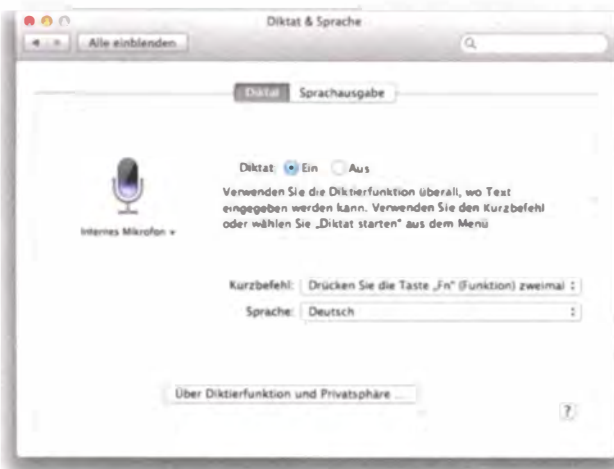 Diktat & Sprache
Alle einblenden
Diktat Sprachausgabe
Diktat: Ein Aus
Verwenden Sie die Diktierfunktion überall, wo Text
eingegeben werden kann. Verwenden Sie den Kurzbefehl
oder wählen Sie „Diktat starten“ aus dem Menü
Internes Mikrofon
Kurzbefehl: Drücken Sie die Taste „Fn“ (Funktion) zweimal
Sprache: Deutsch
Über Diktierfunktion und Privatsphäre ...
?